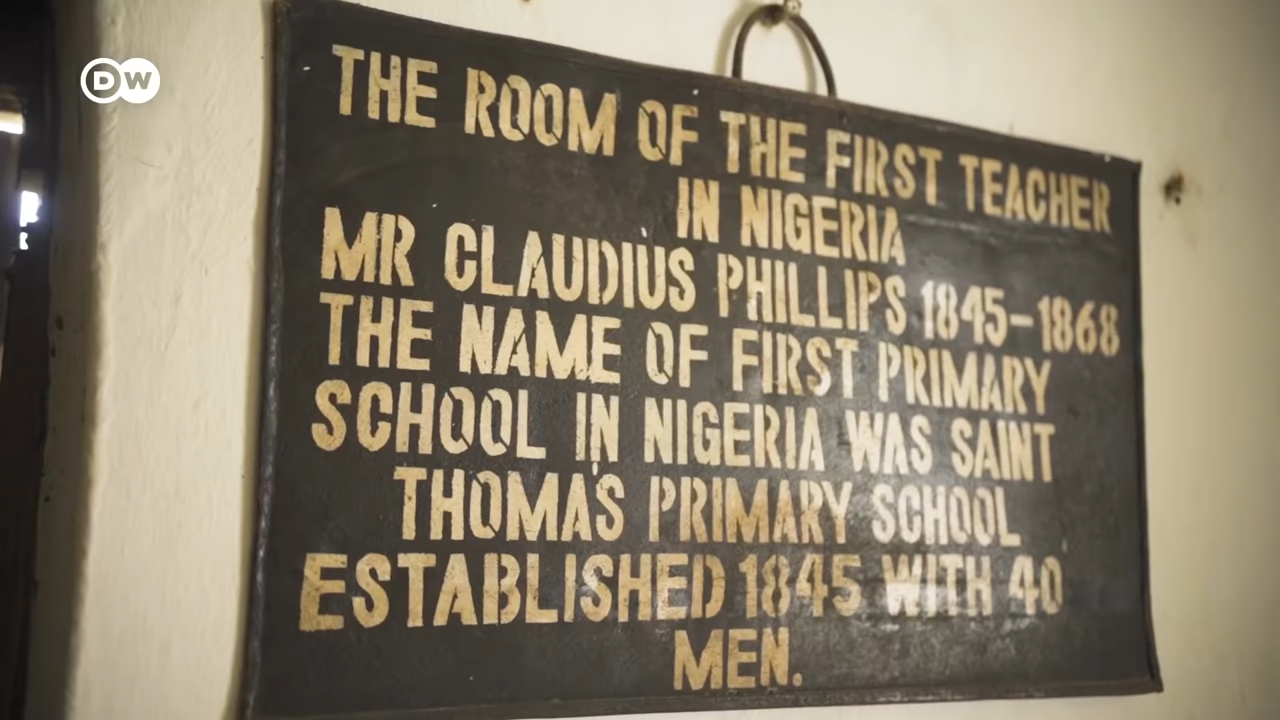 DW
THE ROOM OF THE FIRST TEACHER
IN NIGERIA
MR CLAUDIUS PHILLIPS 1845-1868
THE NAME OF FIRST PRIMARY
SCHOOL IN NIGERIA WAS SAINT
THOMA'S PRIMARY SCHOOL
ESTABLISHED 1845 WITH 40
MEN.